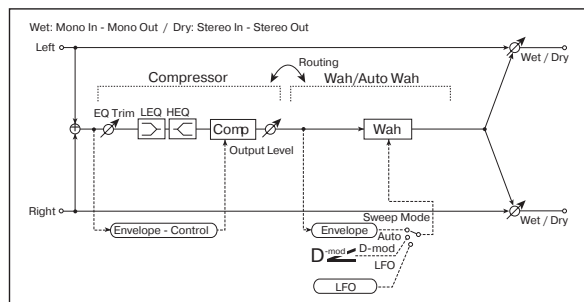 Wet: Mono In - Mono Out / Dry: Stereo In - Stereo Out
Left
Wet / Dry
Routing
Compressor
Wah/Auto Wah
EQ Trim
LEQ
HEQ
Comp
Wah
Output Level
Right
Wet / Dry
Sweep Mode
Envelope - Control
Envelope
Auto
D-mod
D-mod
LFO
LFO